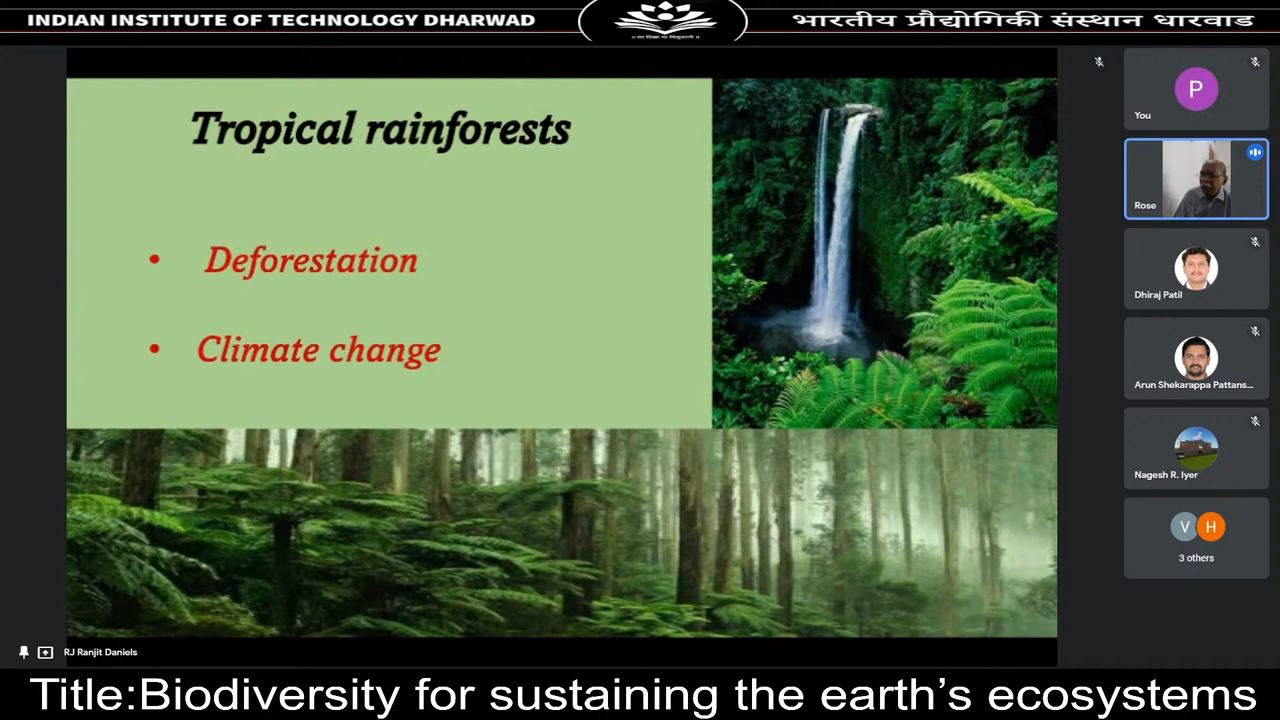 INDIAN INSTITUTE OF TECHNOLOGY DHARWAD
भारतीय प्रौद्योगिकी संस्थान धारवाड
Tropical rainforests
• Deforestation
• Climate change
P
You
Rose
Dhiraj Patil
Arun Shekarappa Pattans...
Nagesh R. Iyer
V H
3 others
RJ Ranjit Daniels
Title:Biodiversity for sustaining the earth's ecosystems